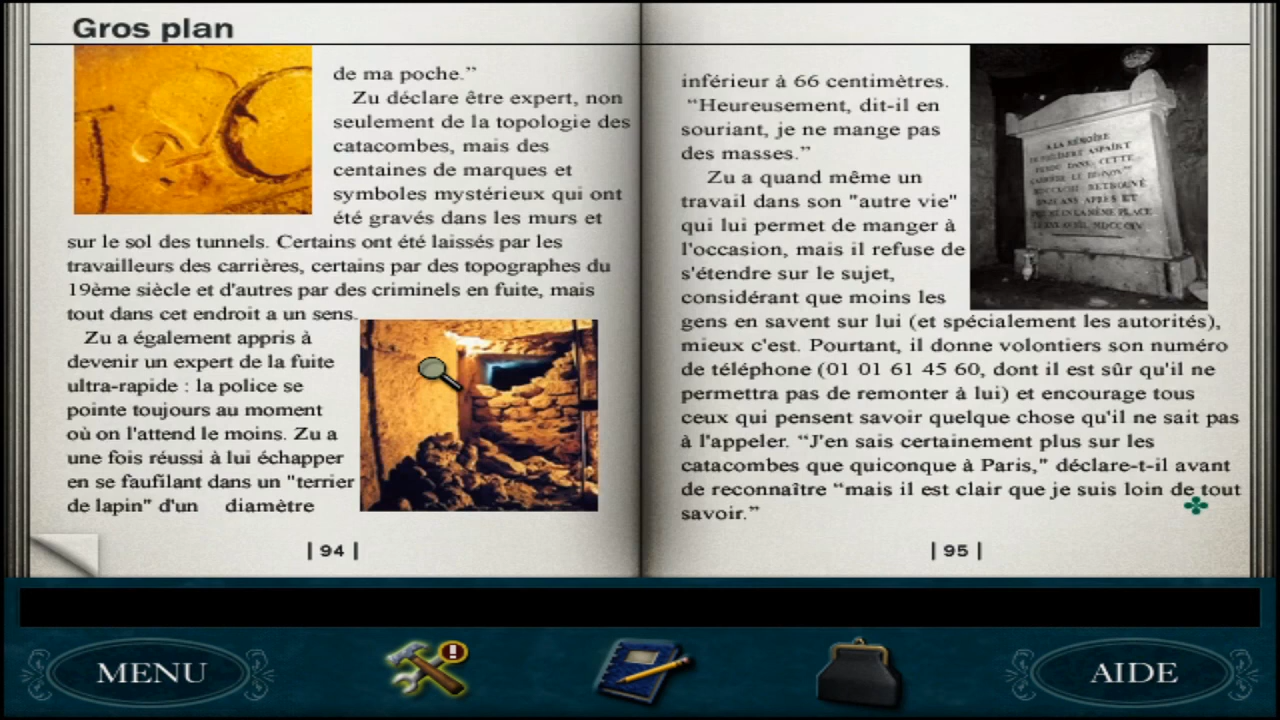 Gros plan
de ma poche.”
Zu déclare être expert, non
seulement de la topologie des
catacombes, mais des
centaines de marques et
symboles mystérieux qui ont
été gravés dans les murs et
sur le sol des tunnels. Certains ont été laissés par les
travailleurs des carrières, certains par des topographes du
19ème siècle et d'autres par des criminels en fuite, mais
tout dans cet endroit a un sens.
Zu a également appris à
devenir un expert de la fuite
ultra-rapide : la police se
pointe toujours au moment
où on l'attend le moins. Zu a
une fois réussi à lui échapper
en se faufilant dans un "terrier
de lapin" d'un diamètre
| 94 |
inférieur à 66 centimètres.
“Heureusement, dit-il en
souriant, je ne mange pas
des masses.”
Zu a quand même un
travail dans son "autre vie"
qui lui permet de manger à
l'occasion, mais il refuse de
s'étendre sur le sujet,
considérant que moins les
gens en savent sur lui (et spécialement les autorités),
mieux c'est. Pourtant, il donne volontiers son numéro
de téléphone (01 01 61 45 60, dont il est sûr qu'il ne
permettra pas de remonter à lui) et encourage tous
ceux qui pensent savoir quelque chose qu'il ne sait pas
à l'appeler. “J'en sais certainement plus sur les
catacombes que quiconque à Paris," déclare-t-il avant
de reconnaître “mais il est clair que je suis loin de tout
savoir.”
A LA MÉMOIRE
DE PHILIBERT ASPAIRT
PERDU DANS CETTE
| 95 |
MENU
AIDE